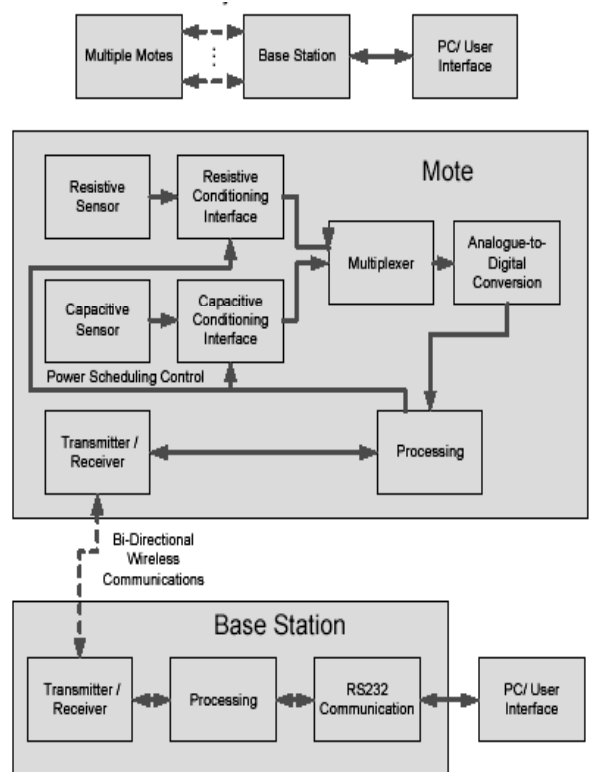 Multiple Motes
Base Station
PC/ User
Interface
Mote
Resistive
Sensor
Resistive
Conditioning
Interface
Multiplexer
Analogue-to-
Digital
Conversion
Capacitive
Sensor
Capacitive
Conditioning
Interface
Power Scheduling Control
Transmitter /
Receiver
Processing
Bi-Directional
Wireless
Communications
Base Station
Transmitter /
Receiver
Processing
RS232
Communication
PC/ User
Interface